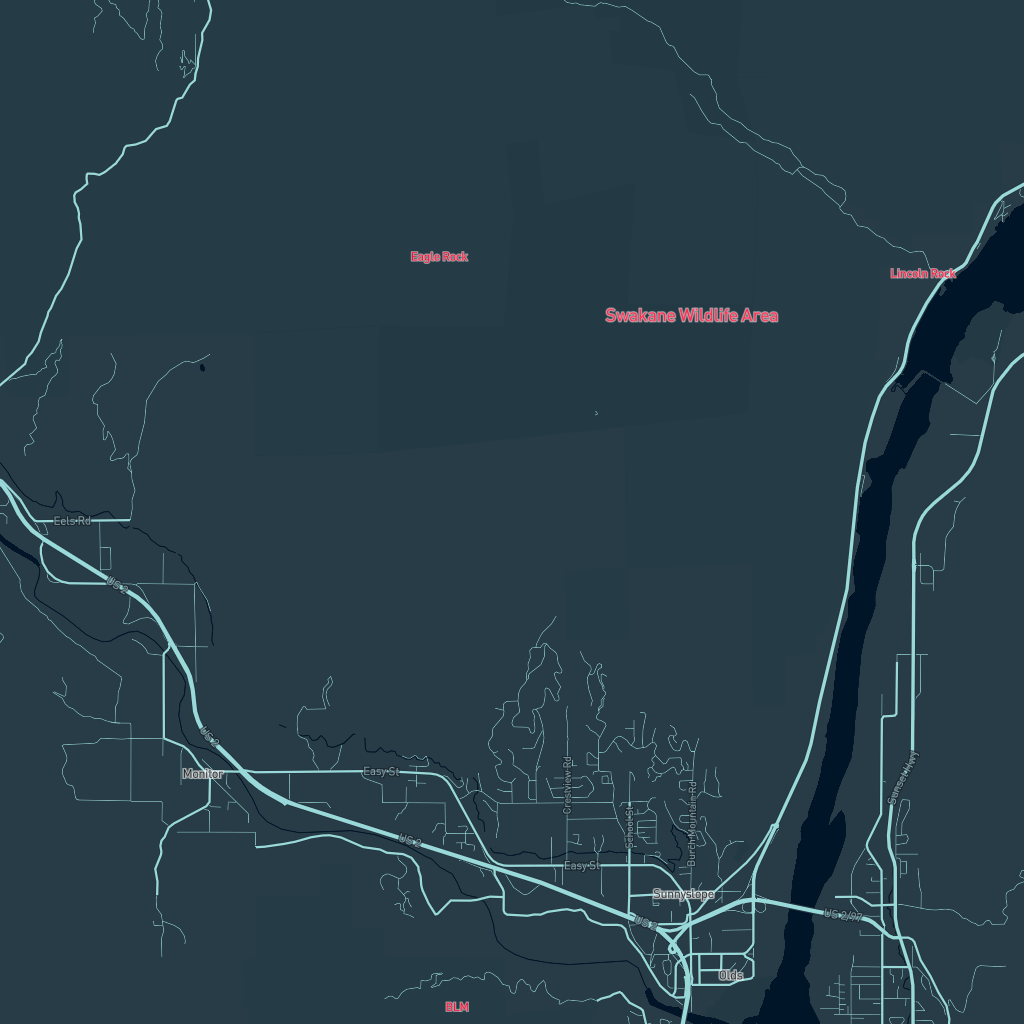 Eagle Rock
Lincoln Rock
Swakane Wildlife Area
Eels Rd
US 2
US 2
Monitor
Easy St
Sunset Hwy
Crestview Rd
School St
Burch Mountain Rd
US 2
Easy St
Sunnyslope
US 2
US 2/97
Olds
BLM